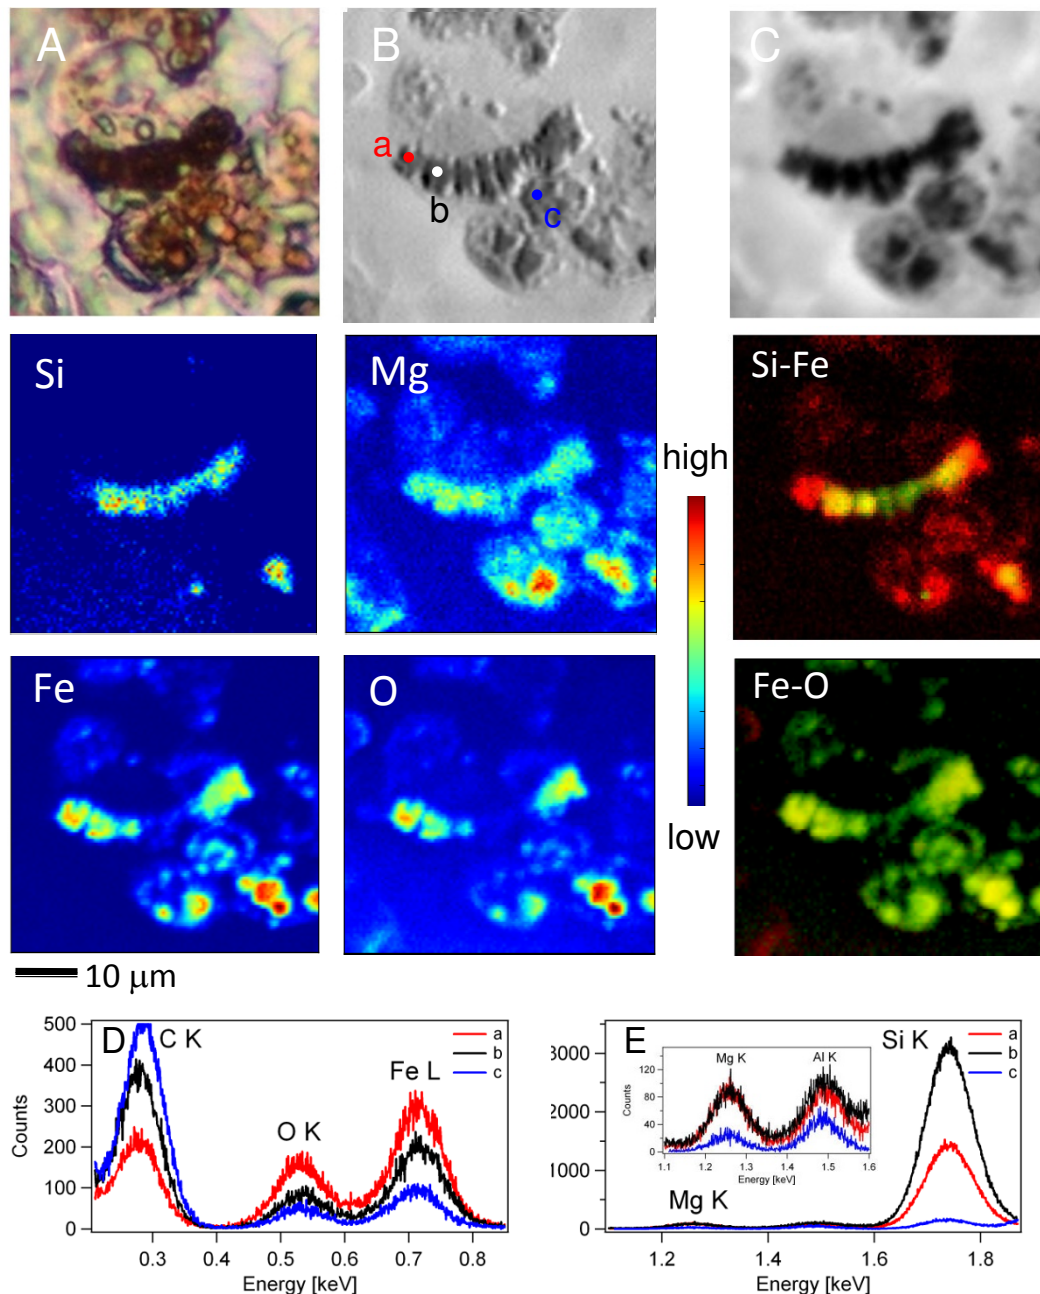 A
B
C
a
b
c
Si
Mg
Si-Fe
high
Fe
O
Fe-O
low
10 μm
D
C K
O K
Fe L
a
b
c
500
400
300
200
100
0
Counts
0.3
0.4
0.5
0.6
0.7
0.8
Energy [keV]
E
Si K
a
b
c
3000
2000
1000
0
Mg K
1.2
1.4
1.6
1.8
Energy [keV]
Mg K
Al K
120
80
40
0
Counts
1.1
1.2
1.3
1.4
1.5
1.6
Energy [keV]